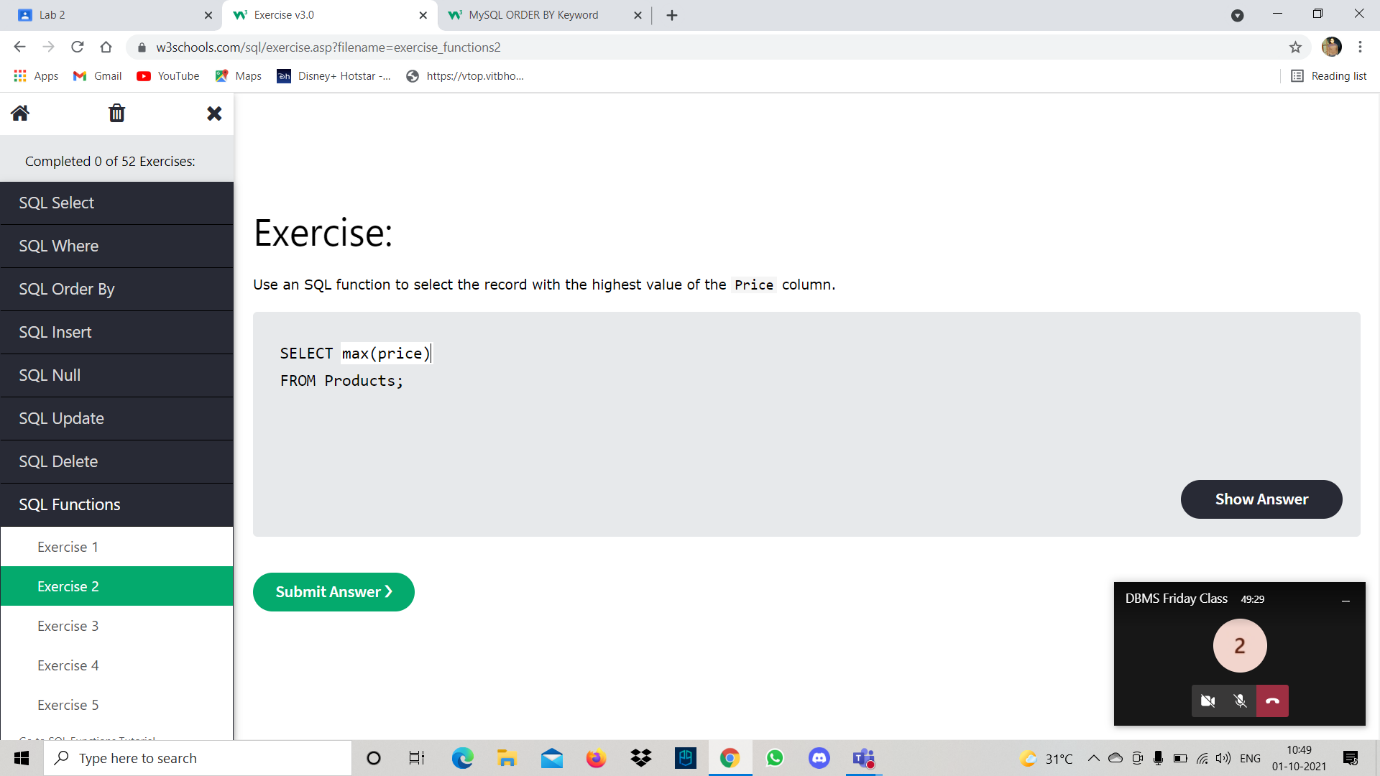 Lab 2
Exercise v3.0
MySQL ORDER BY Keyword
w3schools.com/sql/exercise.asp?filename=exercise_functions2
Apps
Gmail
YouTube
Maps
Disney+ Hotstar -...
https://vtop.vitbho...
Reading list
Completed 0 of 52 Exercises:
SQL Select
SQL Where
SQL Order By
SQL Insert
SQL Null
SQL Update
SQL Delete
SQL Functions
Exercise 1
Exercise 2
Exercise 3
Exercise 4
Exercise 5
Go to SQL Functions Tutorial
Exercise:
Use an SQL function to select the record with the highest value of the Price column.
SELECT max(price)
FROM Products;
Show Answer
Submit Answer ❯
DBMS Friday Class 49:29
2
Type here to search
31°C
ENG
10:49
01-10-2021